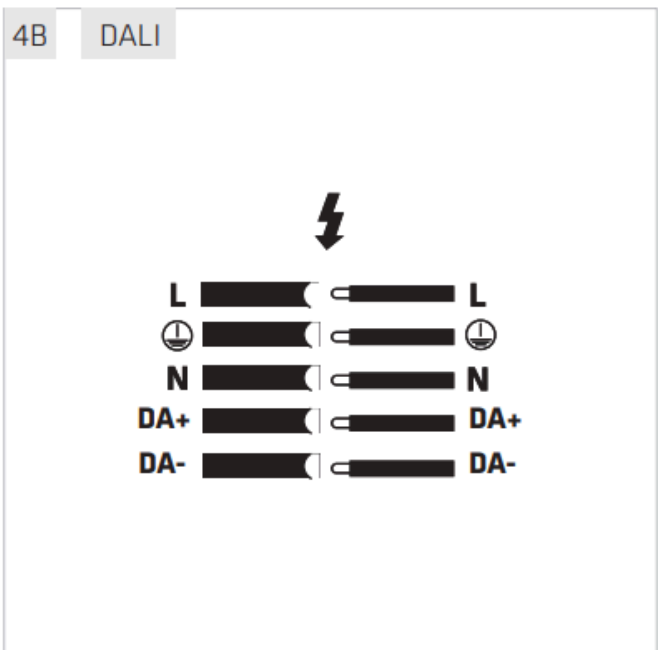 4B DALI
L L
⏚ ⏚
N N
DA+ DA+
DA- DA-